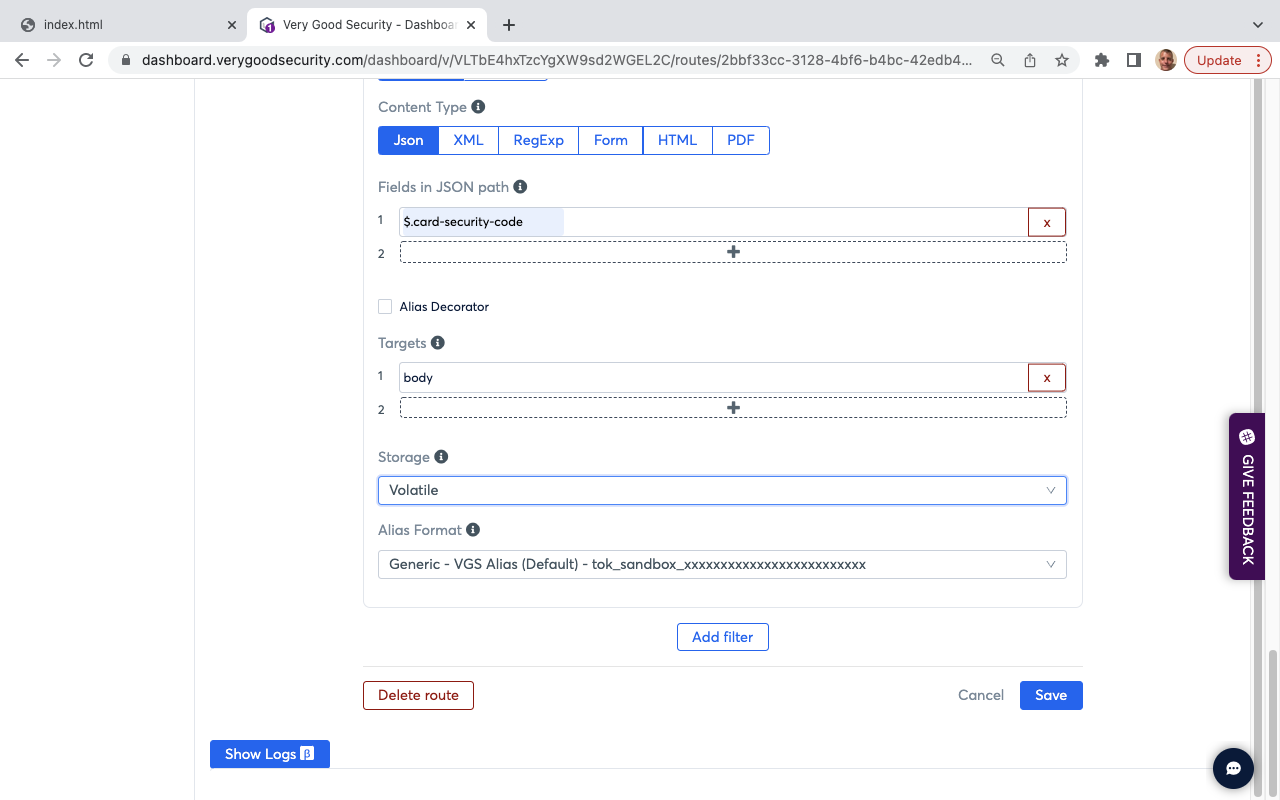 index.html
Very Good Security - Dashboa
Update
dashboard.verygoodsecurity.com/dashboard/v/VLTbE4hxTzcYgXW9sd2WGEL2C/routes/2bbf33cc-3128-4bf6-b4bc-42edb4...
Content Type
Json XML RegExp Form HTML PDF
Fields in JSON path
1 $.card-security-code x
2 +
Alias Decorator
Targets
1 body x
2 +
Storage
Volatile
Alias Format
Generic - VGS Alias (Default) - tok_sandbox_xxxxxxxxxxxxxxxxxxxxxxxxx
Add filter
Delete route Cancel Save
Show Logs β
# GIVE FEEDBACK